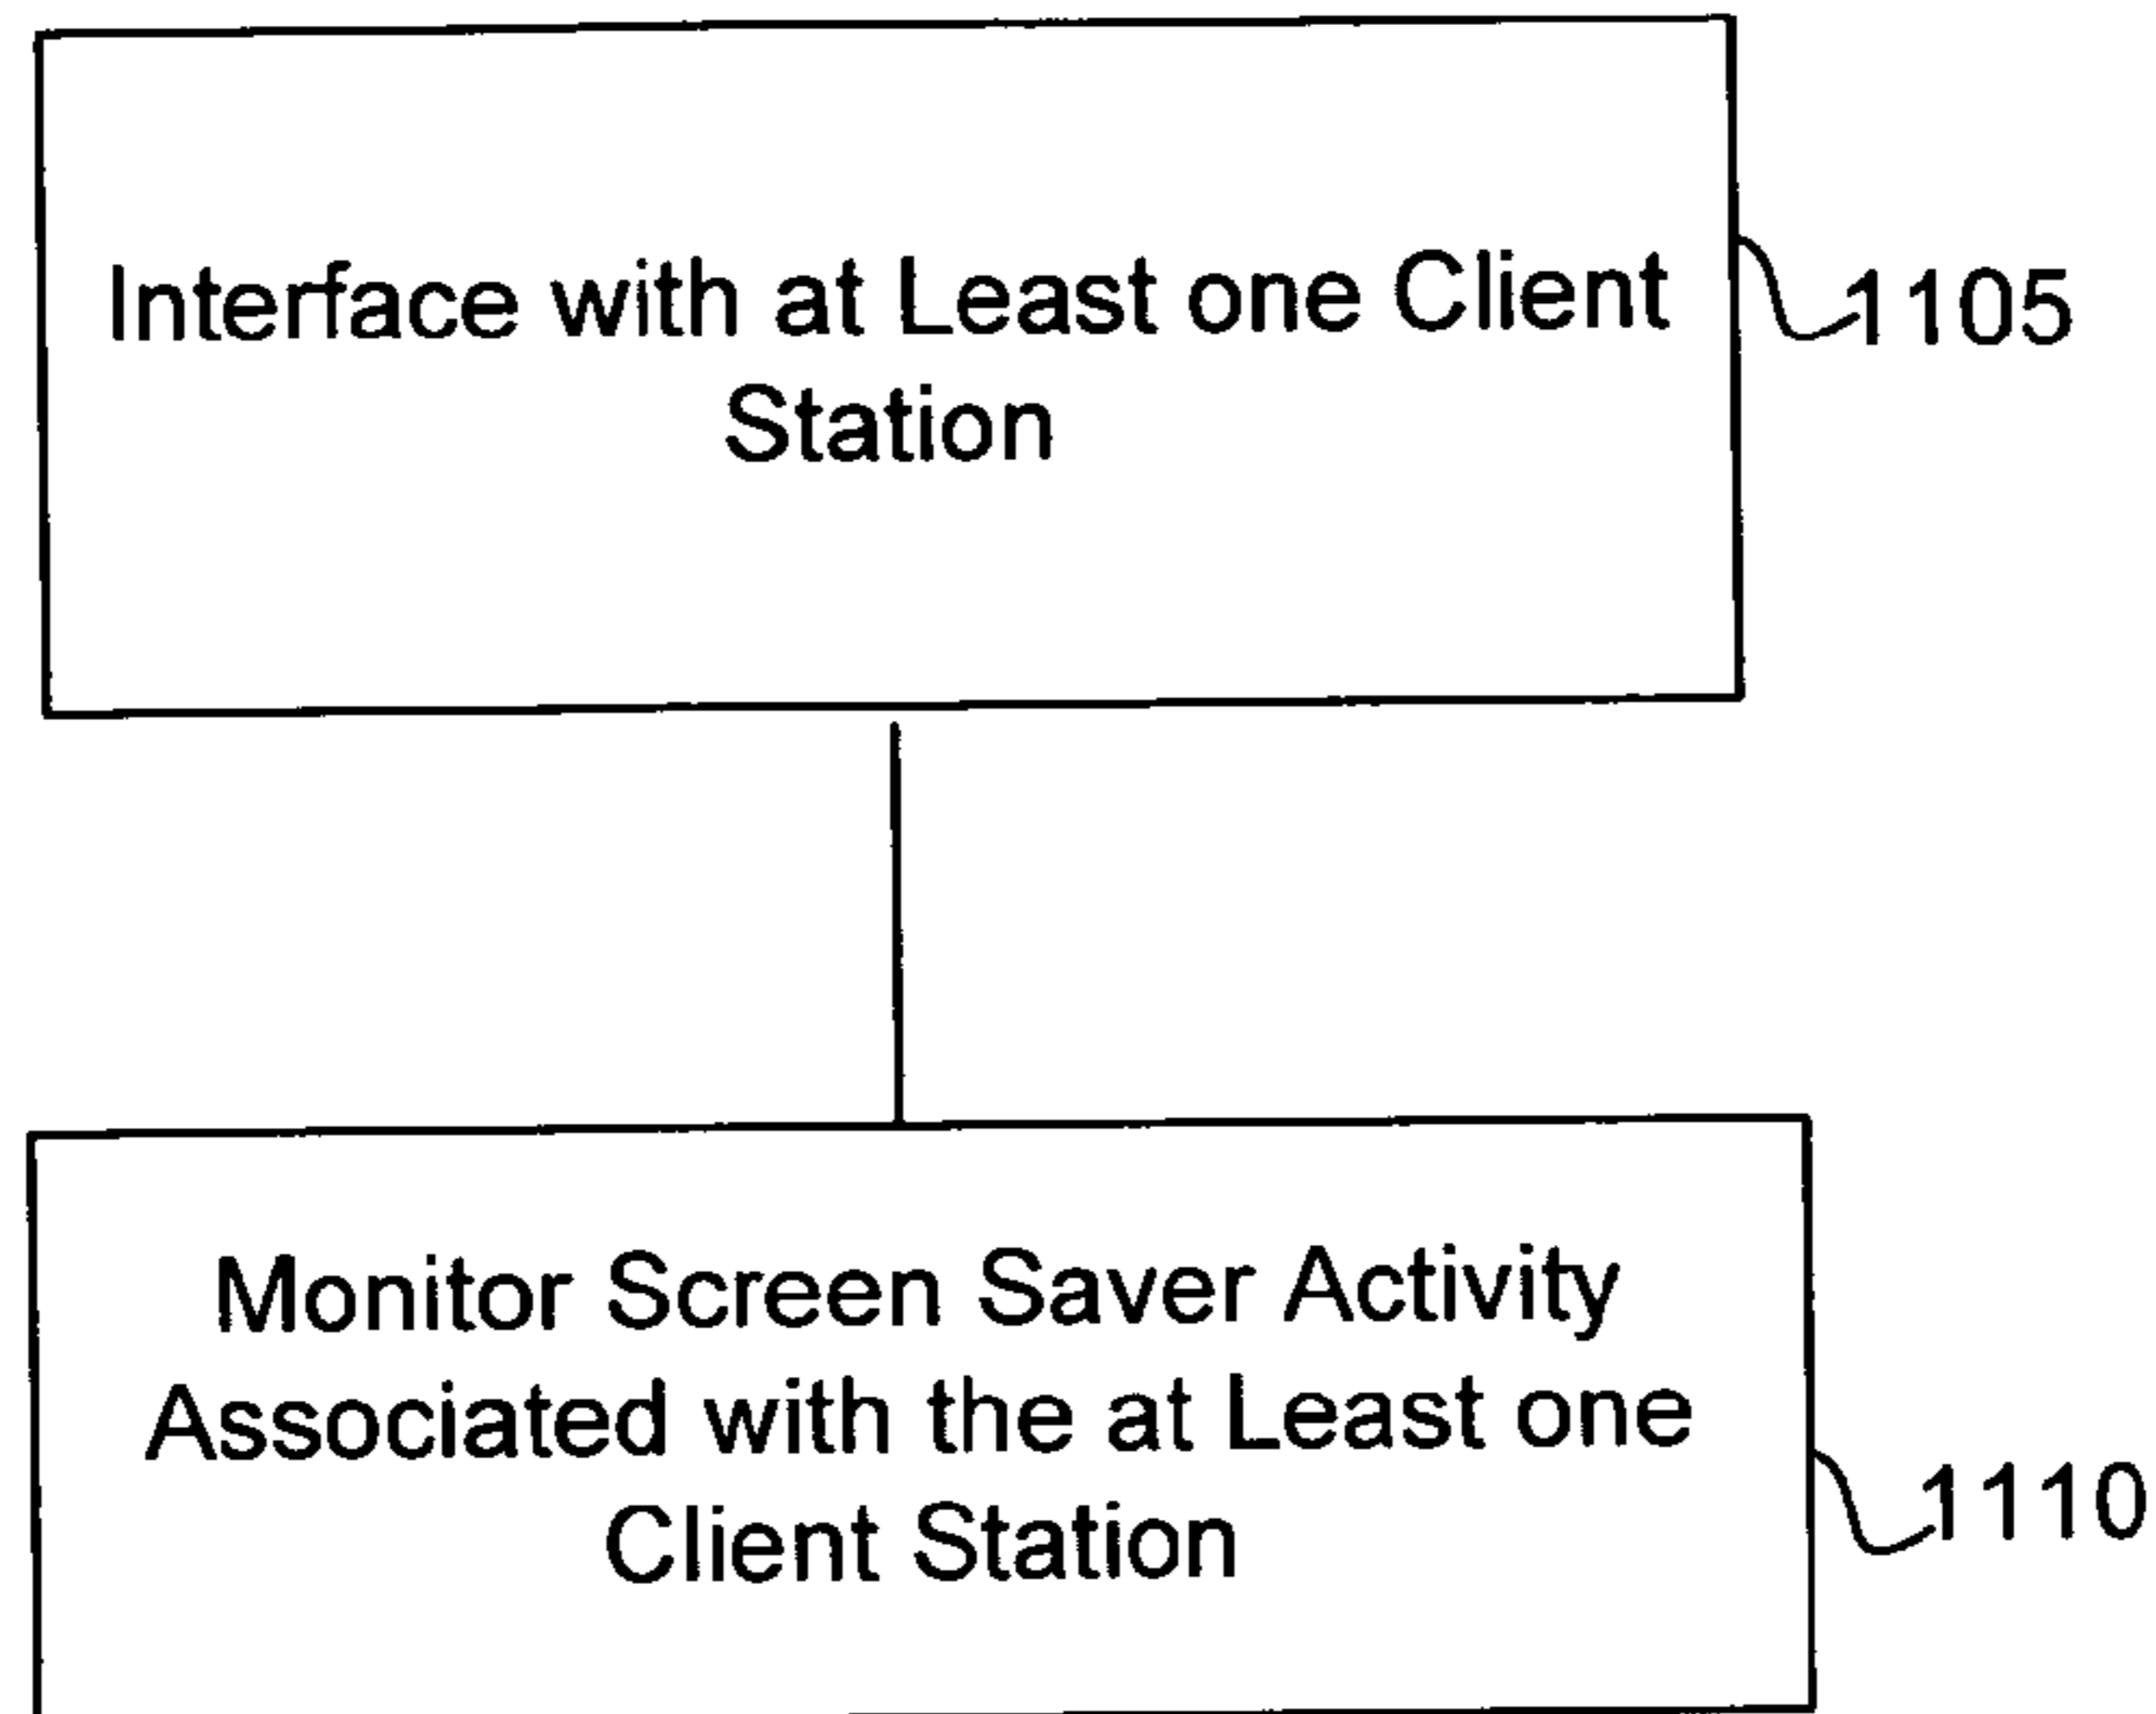 Interface with at Least one Client
Station
1105
Monitor Screen Saver Activity
Associated with the at Least one
Client Station
1110